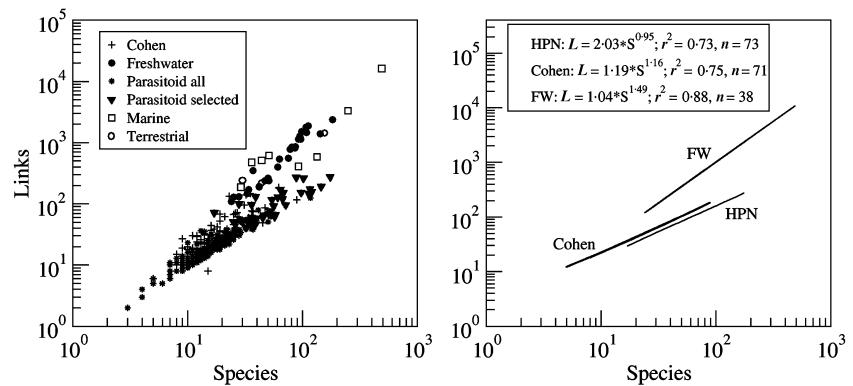 10^5
10^4
10^3
10^2
10^1
10^0
Links
+ Cohen
● Freshwater
✱ Parasitoid all
▼ Parasitoid selected
□ Marine
○ Terrestrial
10^0 10^1 10^2 10^3
Species
HPN: L = 2·03*S^0·95; r^2 = 0·73, n = 73
Cohen: L = 1·19*S^1·16; r^2 = 0·75, n = 71
FW: L = 1·04*S^1·49; r^2 = 0·88, n = 38
10^5
10^4
10^3
10^2
10^1
10^0
FW
HPN
Cohen
10^0 10^1 10^2 10^3
Species